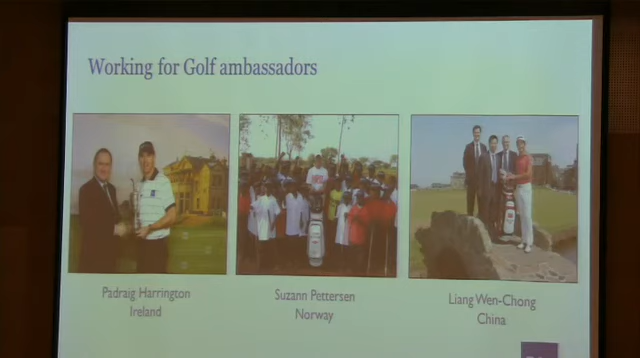 Working for Golf ambassadors
Padraig Harrington
Ireland
Suzann Pettersen
Norway
Liang Wen-Chong
China